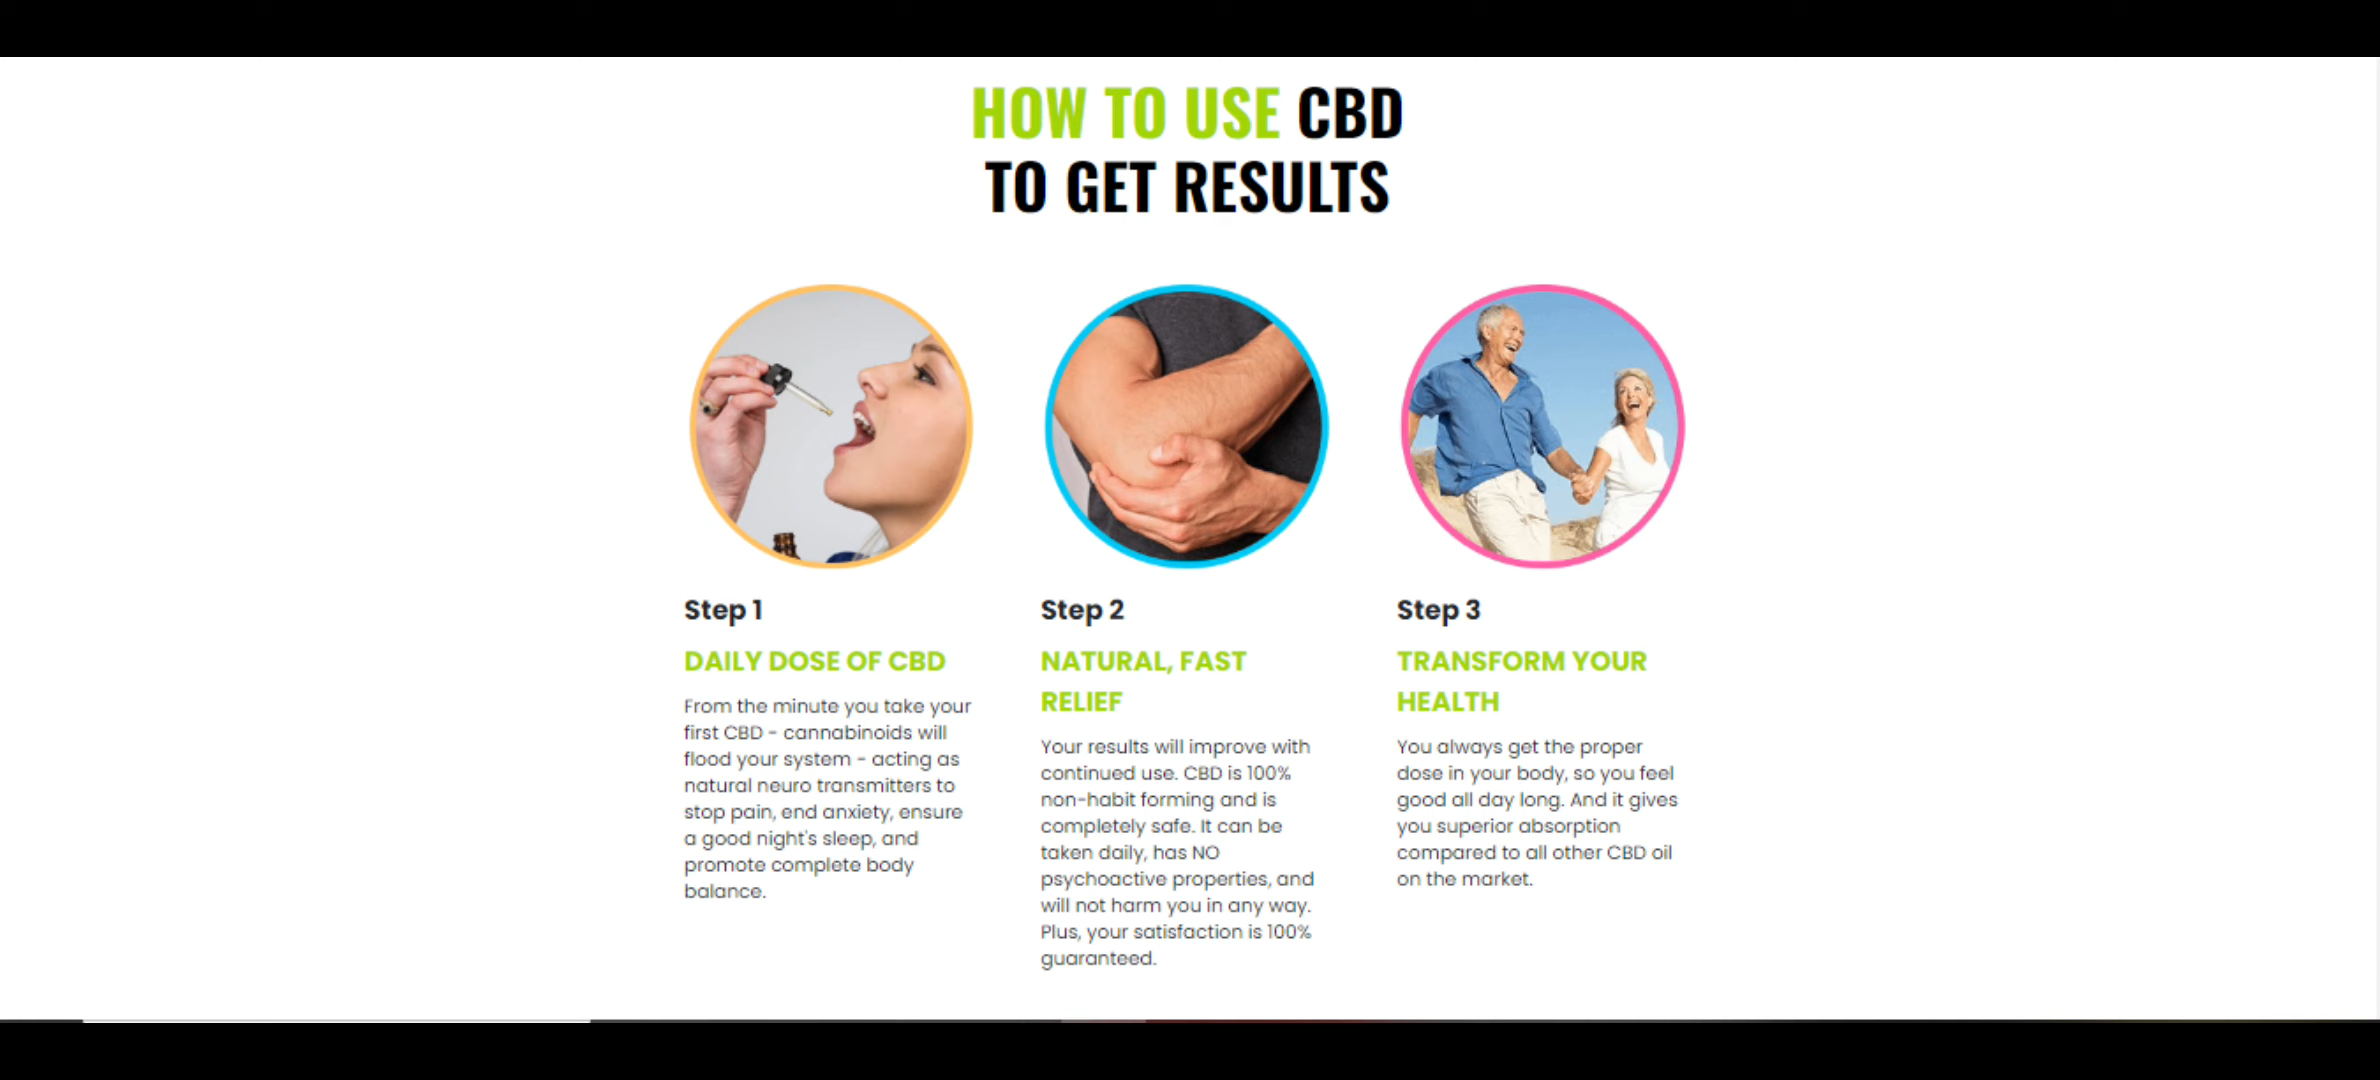 HOW TO USE CBD
TO GET RESULTS
Step 1
DAILY DOSE OF CBD
From the minute you take your
first CBD - cannabinoids will
flood your system - acting as
natural neuro transmitters to
stop pain, end anxiety, ensure
a good night's sleep, and
promote complete body
balance.
Step 2
NATURAL, FAST
RELIEF
Your results will improve with
continued use. CBD is 100%
non-habit forming and is
completely safe. It can be
taken daily, has NO
psychoactive properties, and
will not harm you in any way.
Plus, your satisfaction is 100%
guaranteed.
Step 3
TRANSFORM YOUR
HEALTH
You always get the proper
dose in your body, so you feel
good all day long. And it gives
you superior absorption
compared to all other CBD oil
on the market.